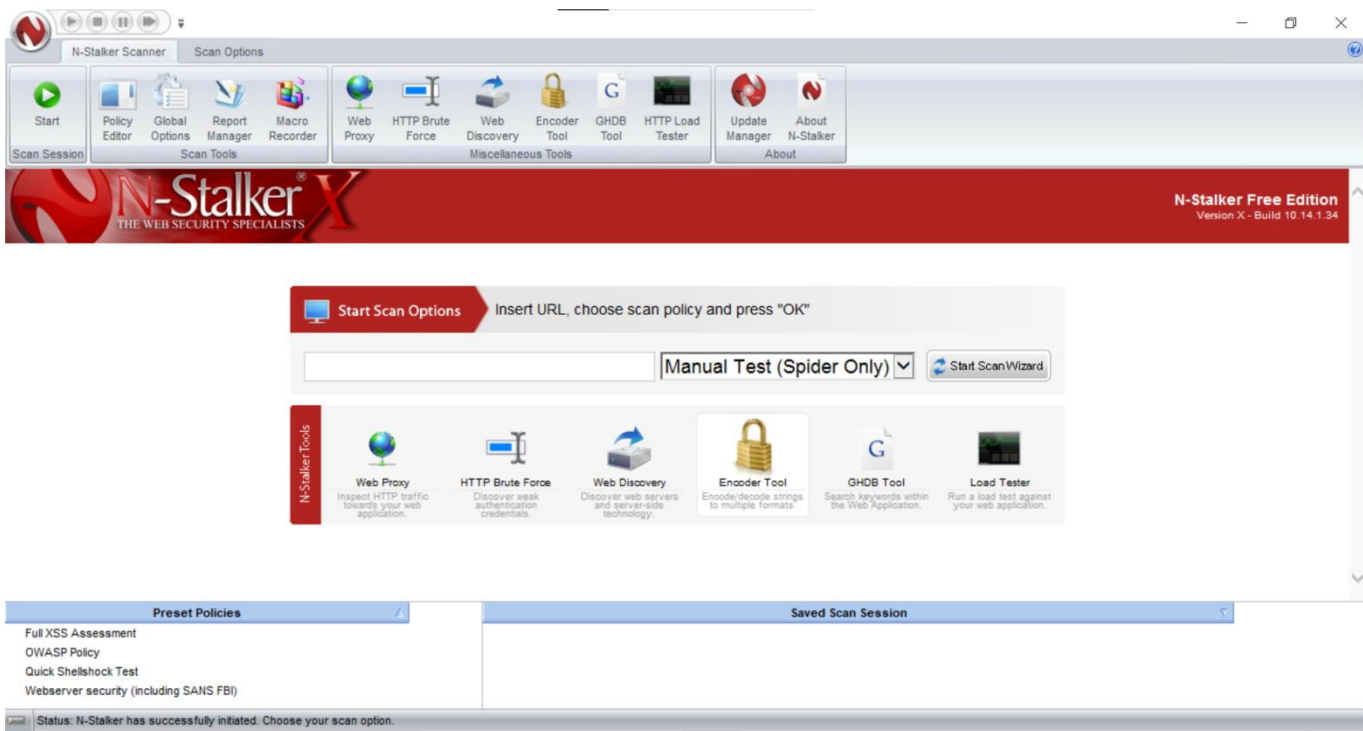 N-Stalker Scanner Scan Options
Start
Policy Editor
Global Options
Report Manager
Macro Recorder
Web Proxy
HTTP Brute Force
Web Discovery
Encoder Tool
GHDB Tool
HTTP Load Tester
Update Manager
About N-Stalker
Scan Session Scan Tools Miscellaneous Tools About
N-Stalker® X
THE WEB SECURITY SPECIALISTS
N-Stalker Free Edition
Version X - Build 10.14.1.34
Start Scan Options Insert URL, choose scan policy and press "OK"
Manual Test (Spider Only) Start Scan Wizard
N-Stalker Tools
Web Proxy
Inspect HTTP traffic
towards your web
application.
HTTP Brute Force
Discover weak
authentication
credentials.
Web Discovery
Discover web servers
and server-side
technology.
Encoder Tool
Encode/decode strings
to multiple formats.
GHDB Tool
Search keywords within
the Web Application.
Load Tester
Run a load test against
your web application.
Preset Policies Saved Scan Session
Full XSS Assessment
OWASP Policy
Quick Shellshock Test
Webserver security (including SANS FBI)
Status: N-Stalker has successfully initiated. Choose your scan option.